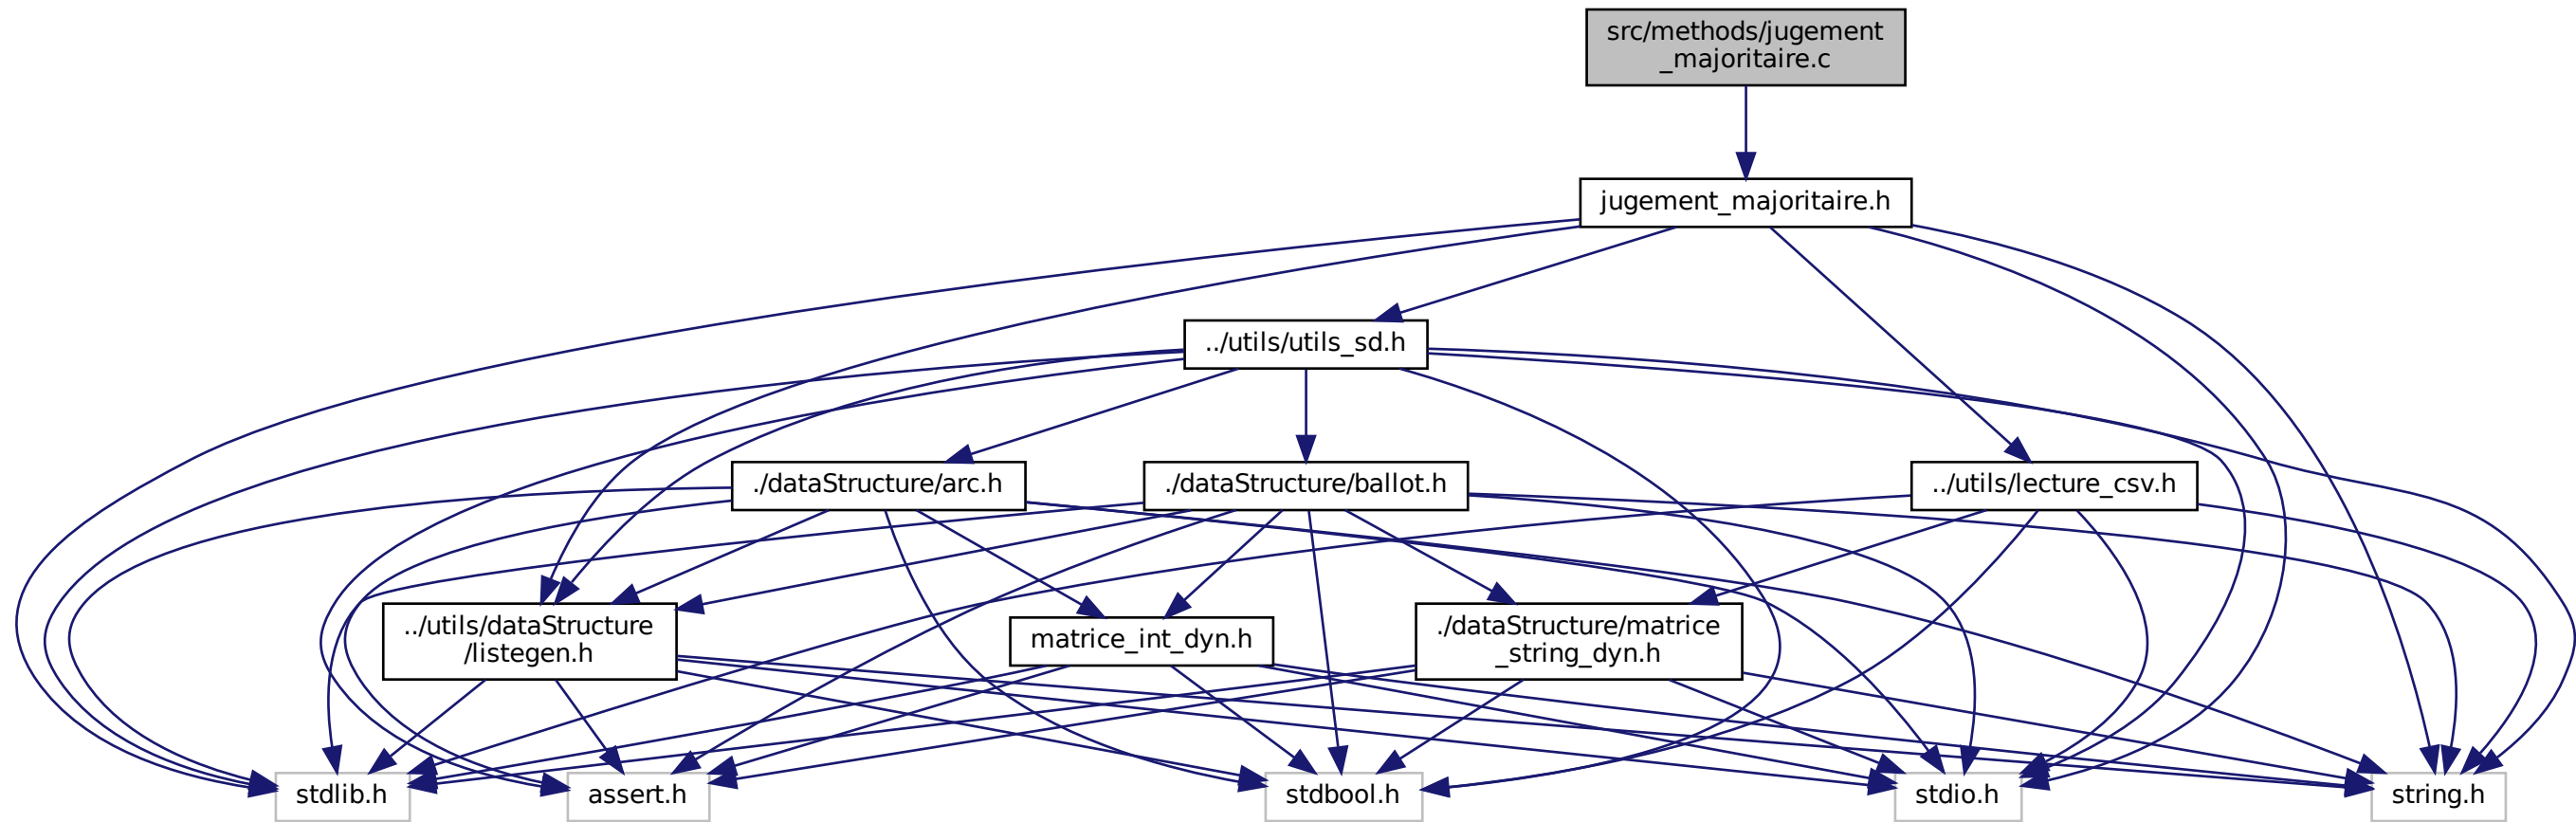 src/methods/jugement
_majoritaire.c
jugement_majoritaire.h
../utils/utils_sd.h
./dataStructure/arc.h
./dataStructure/ballot.h
../utils/lecture_csv.h
../utils/dataStructure
/listegen.h
matrice_int_dyn.h
./dataStructure/matrice
_string_dyn.h
stdlib.h
assert.h
stdbool.h
stdio.h
string.h